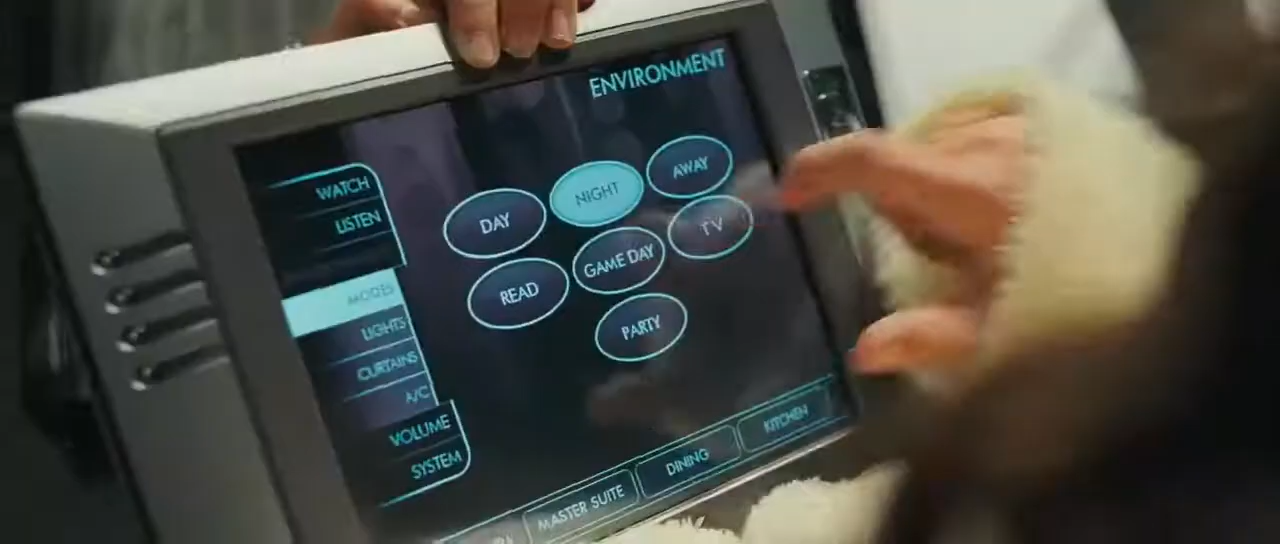 ENVIRONMENT
WATCH
LISTEN
MODES
LIGHTS
CURTAINS
A/C
VOLUME
SYSTEM
DAY
NIGHT
AWAY
READ
GAME DAY
TV
PARTY
MASTER SUITE
DINING
KITCHEN